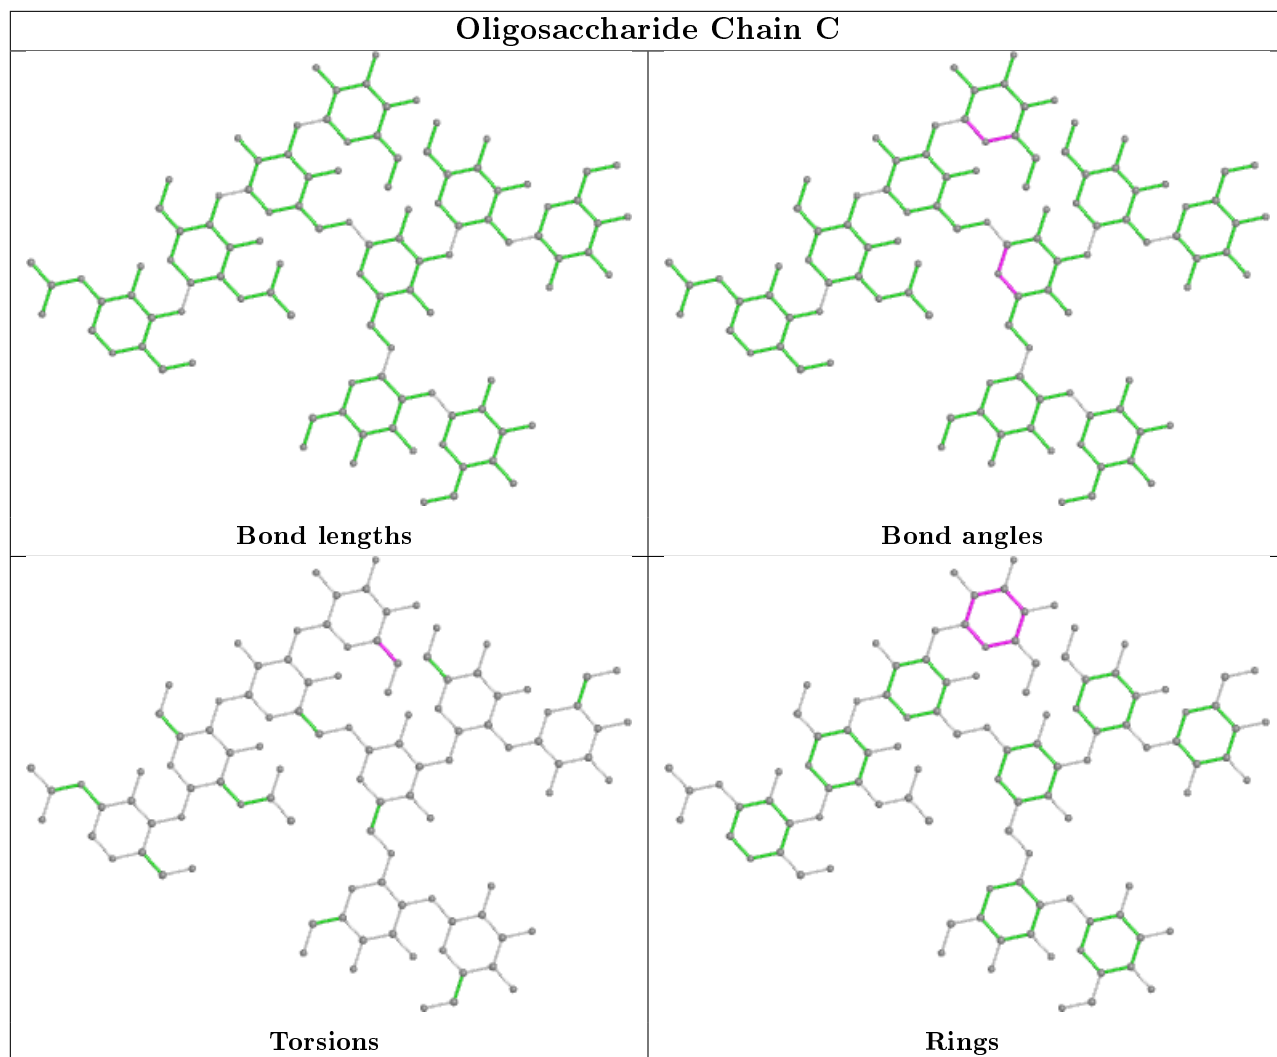 Oligosaccharide Chain C
Bond lengths
Bond angles
Torsions
Rings